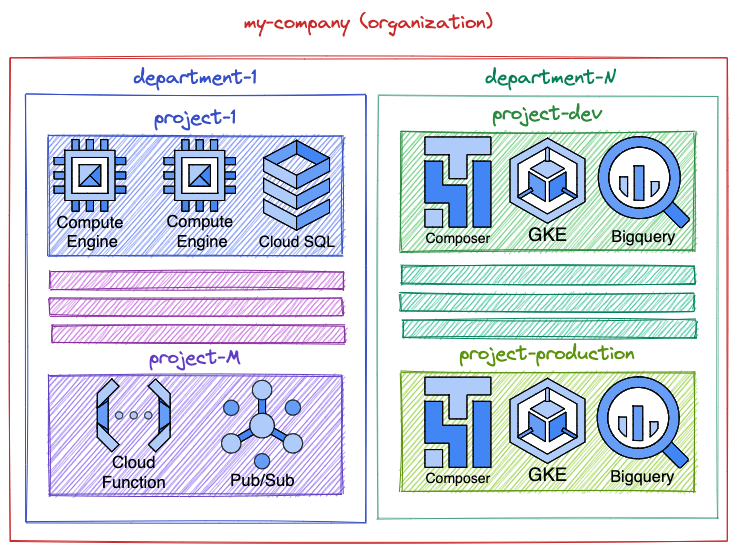 my-company (organization)
department-1
department-N
project-1
project-dev
Compute
Engine
Compute
Engine
Cloud SQL
Composer
GKE
Bigquery
project-M
project-production
Cloud
Function
Pub/Sub
Composer
GKE
Bigquery